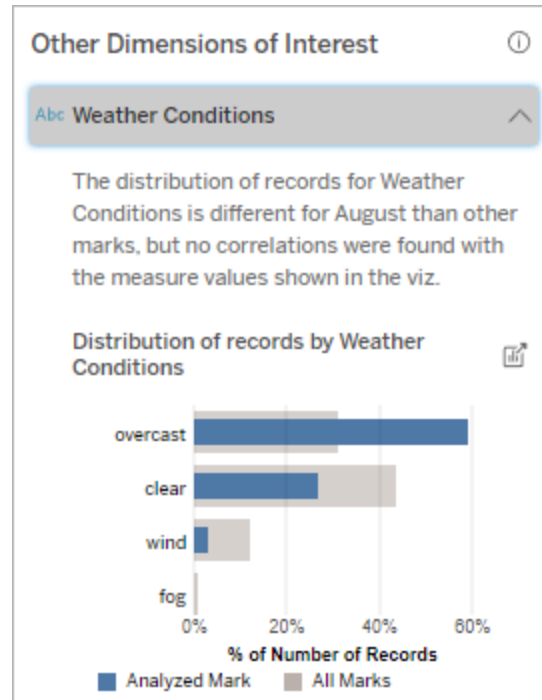 Other Dimensions of Interest
Abc Weather Conditions
The distribution of records for Weather
Conditions is different for August than other
marks, but no correlations were found with
the measure values shown in the viz.
Distribution of records by Weather
Conditions
overcast
clear
wind
fog
0% 20% 40% 60%
% of Number of Records
Analyzed Mark All Marks